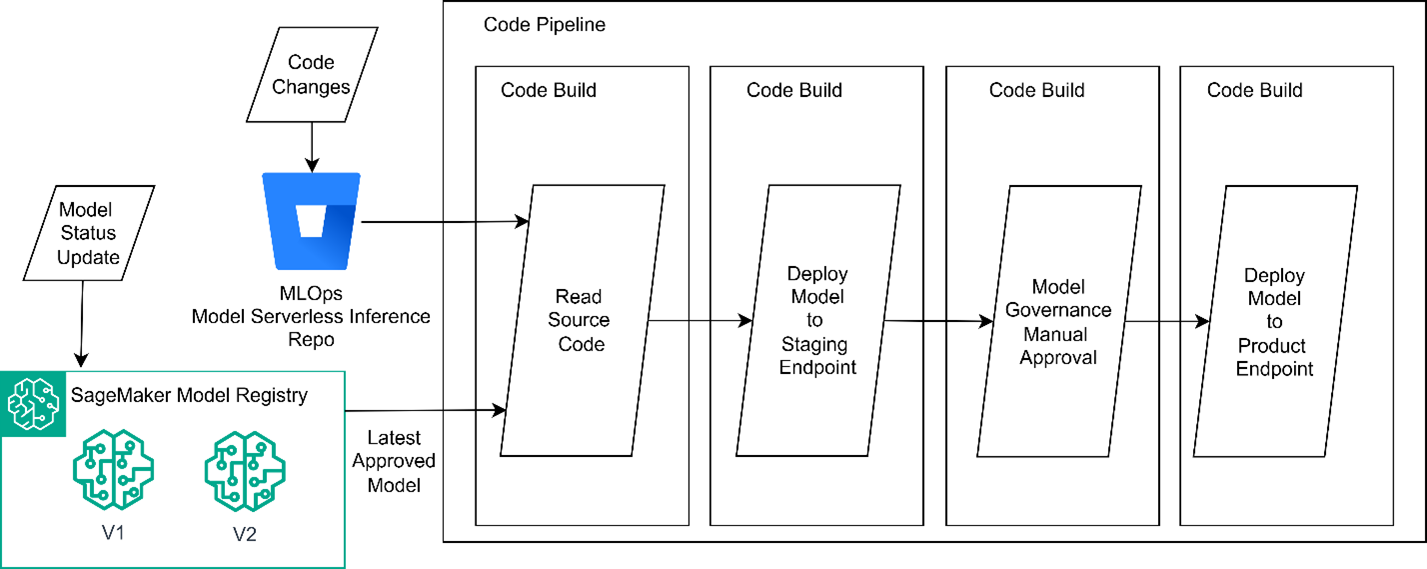 Code Pipeline
Code
Changes
Model
Status
Update
MLOps
Model Serverless Inference
Repo
SageMaker Model Registry
V1
V2
Latest
Approved
Model
Code Build
Read
Source
Code
Code Build
Deploy
Model
to
Staging
Endpoint
Code Build
Model
Governance
Manual
Approval
Code Build
Deploy
Model
to
Product
Endpoint